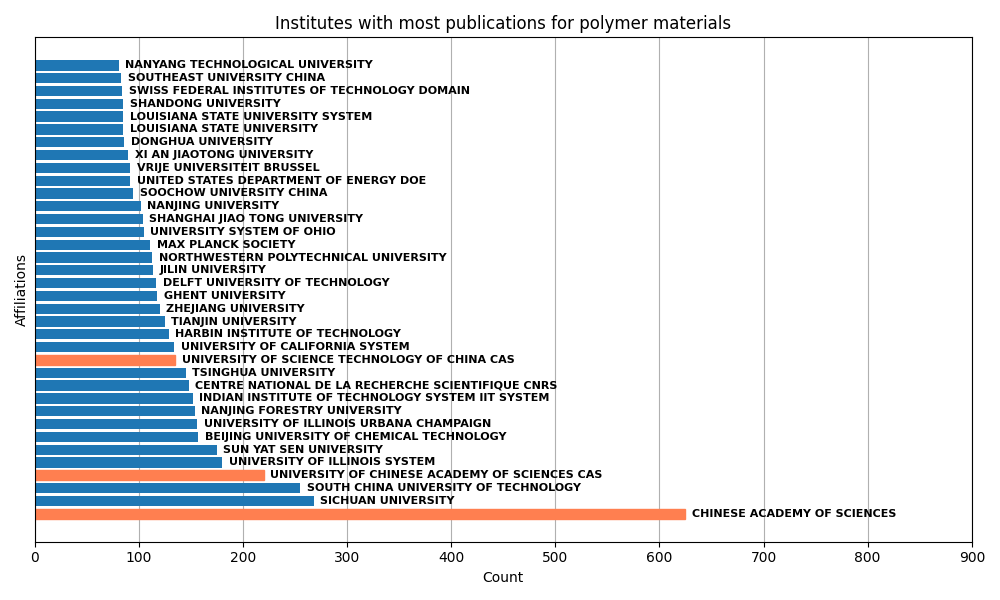 Institutes with most publications for polymer materials
Affiliations
NANYANG TECHNOLOGICAL UNIVERSITY
SOUTHEAST UNIVERSITY CHINA
SWISS FEDERAL INSTITUTES OF TECHNOLOGY DOMAIN
SHANDONG UNIVERSITY
LOUISIANA STATE UNIVERSITY SYSTEM
LOUISIANA STATE UNIVERSITY
DONGHUA UNIVERSITY
XI AN JIAOTONG UNIVERSITY
VRIJE UNIVERSITEIT BRUSSEL
UNITED STATES DEPARTMENT OF ENERGY DOE
SOOCHOW UNIVERSITY CHINA
NANJING UNIVERSITY
SHANGHAI JIAO TONG UNIVERSITY
UNIVERSITY SYSTEM OF OHIO
MAX PLANCK SOCIETY
NORTHWESTERN POLYTECHNICAL UNIVERSITY
JILIN UNIVERSITY
DELFT UNIVERSITY OF TECHNOLOGY
GHENT UNIVERSITY
ZHEJIANG UNIVERSITY
TIANJIN UNIVERSITY
HARBIN INSTITUTE OF TECHNOLOGY
UNIVERSITY OF CALIFORNIA SYSTEM
UNIVERSITY OF SCIENCE TECHNOLOGY OF CHINA CAS
TSINGHUA UNIVERSITY
CENTRE NATIONAL DE LA RECHERCHE SCIENTIFIQUE CNRS
INDIAN INSTITUTE OF TECHNOLOGY SYSTEM IIT SYSTEM
NANJING FORESTRY UNIVERSITY
UNIVERSITY OF ILLINOIS URBANA CHAMPAIGN
BEIJING UNIVERSITY OF CHEMICAL TECHNOLOGY
SUN YAT SEN UNIVERSITY
UNIVERSITY OF ILLINOIS SYSTEM
UNIVERSITY OF CHINESE ACADEMY OF SCIENCES CAS
SOUTH CHINA UNIVERSITY OF TECHNOLOGY
SICHUAN UNIVERSITY
CHINESE ACADEMY OF SCIENCES
0 100 200 300 400 500 600 700 800 900
Count